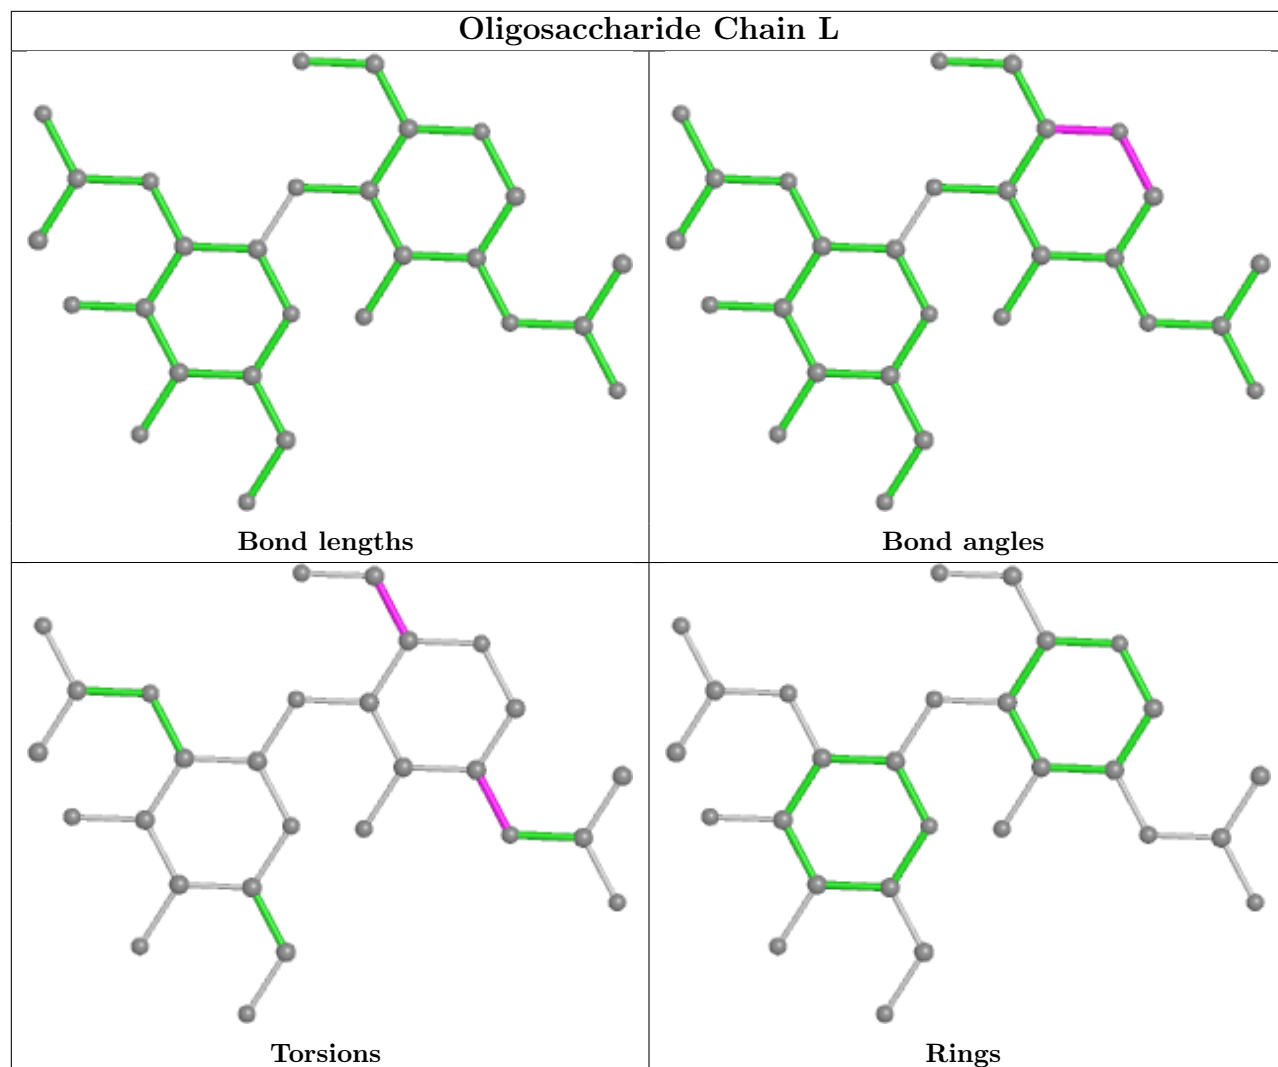 Oligosaccharide Chain L
Bond lengths
Bond angles
Torsions
Rings